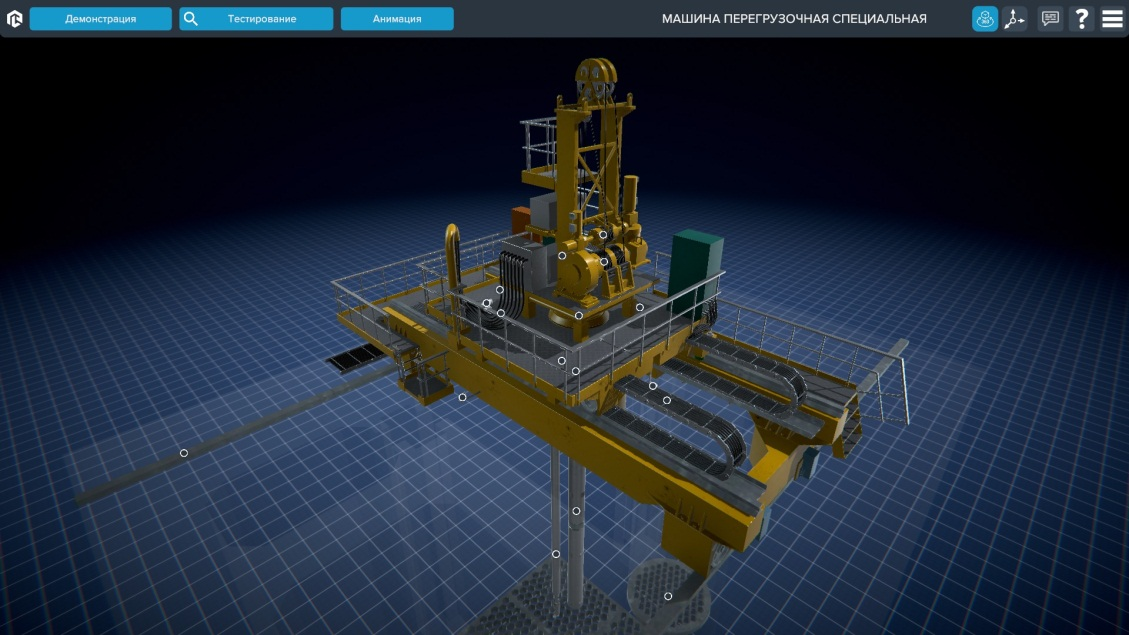 Демонстрация
Тестирование
Анимация
МАШИНА ПЕРЕГРУЗОЧНАЯ СПЕЦИАЛЬНАЯ
?